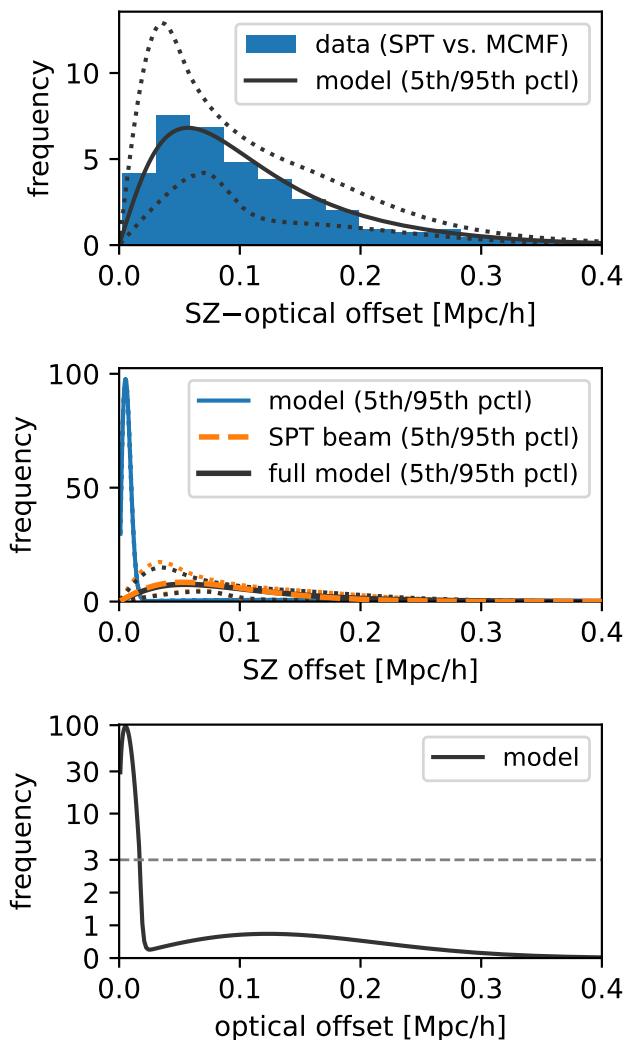 data (SPT vs. MCMF)
model (5th/95th pctl)
frequency
10
5
0
0.0 0.1 0.2 0.3 0.4
SZ−optical offset [Mpc/h]
model (5th/95th pctl)
SPT beam (5th/95th pctl)
full model (5th/95th pctl)
frequency
100
50
0
0.0 0.1 0.2 0.3 0.4
SZ offset [Mpc/h]
model
frequency
100
30
10
3
2
1
0
0.0 0.1 0.2 0.3 0.4
optical offset [Mpc/h]